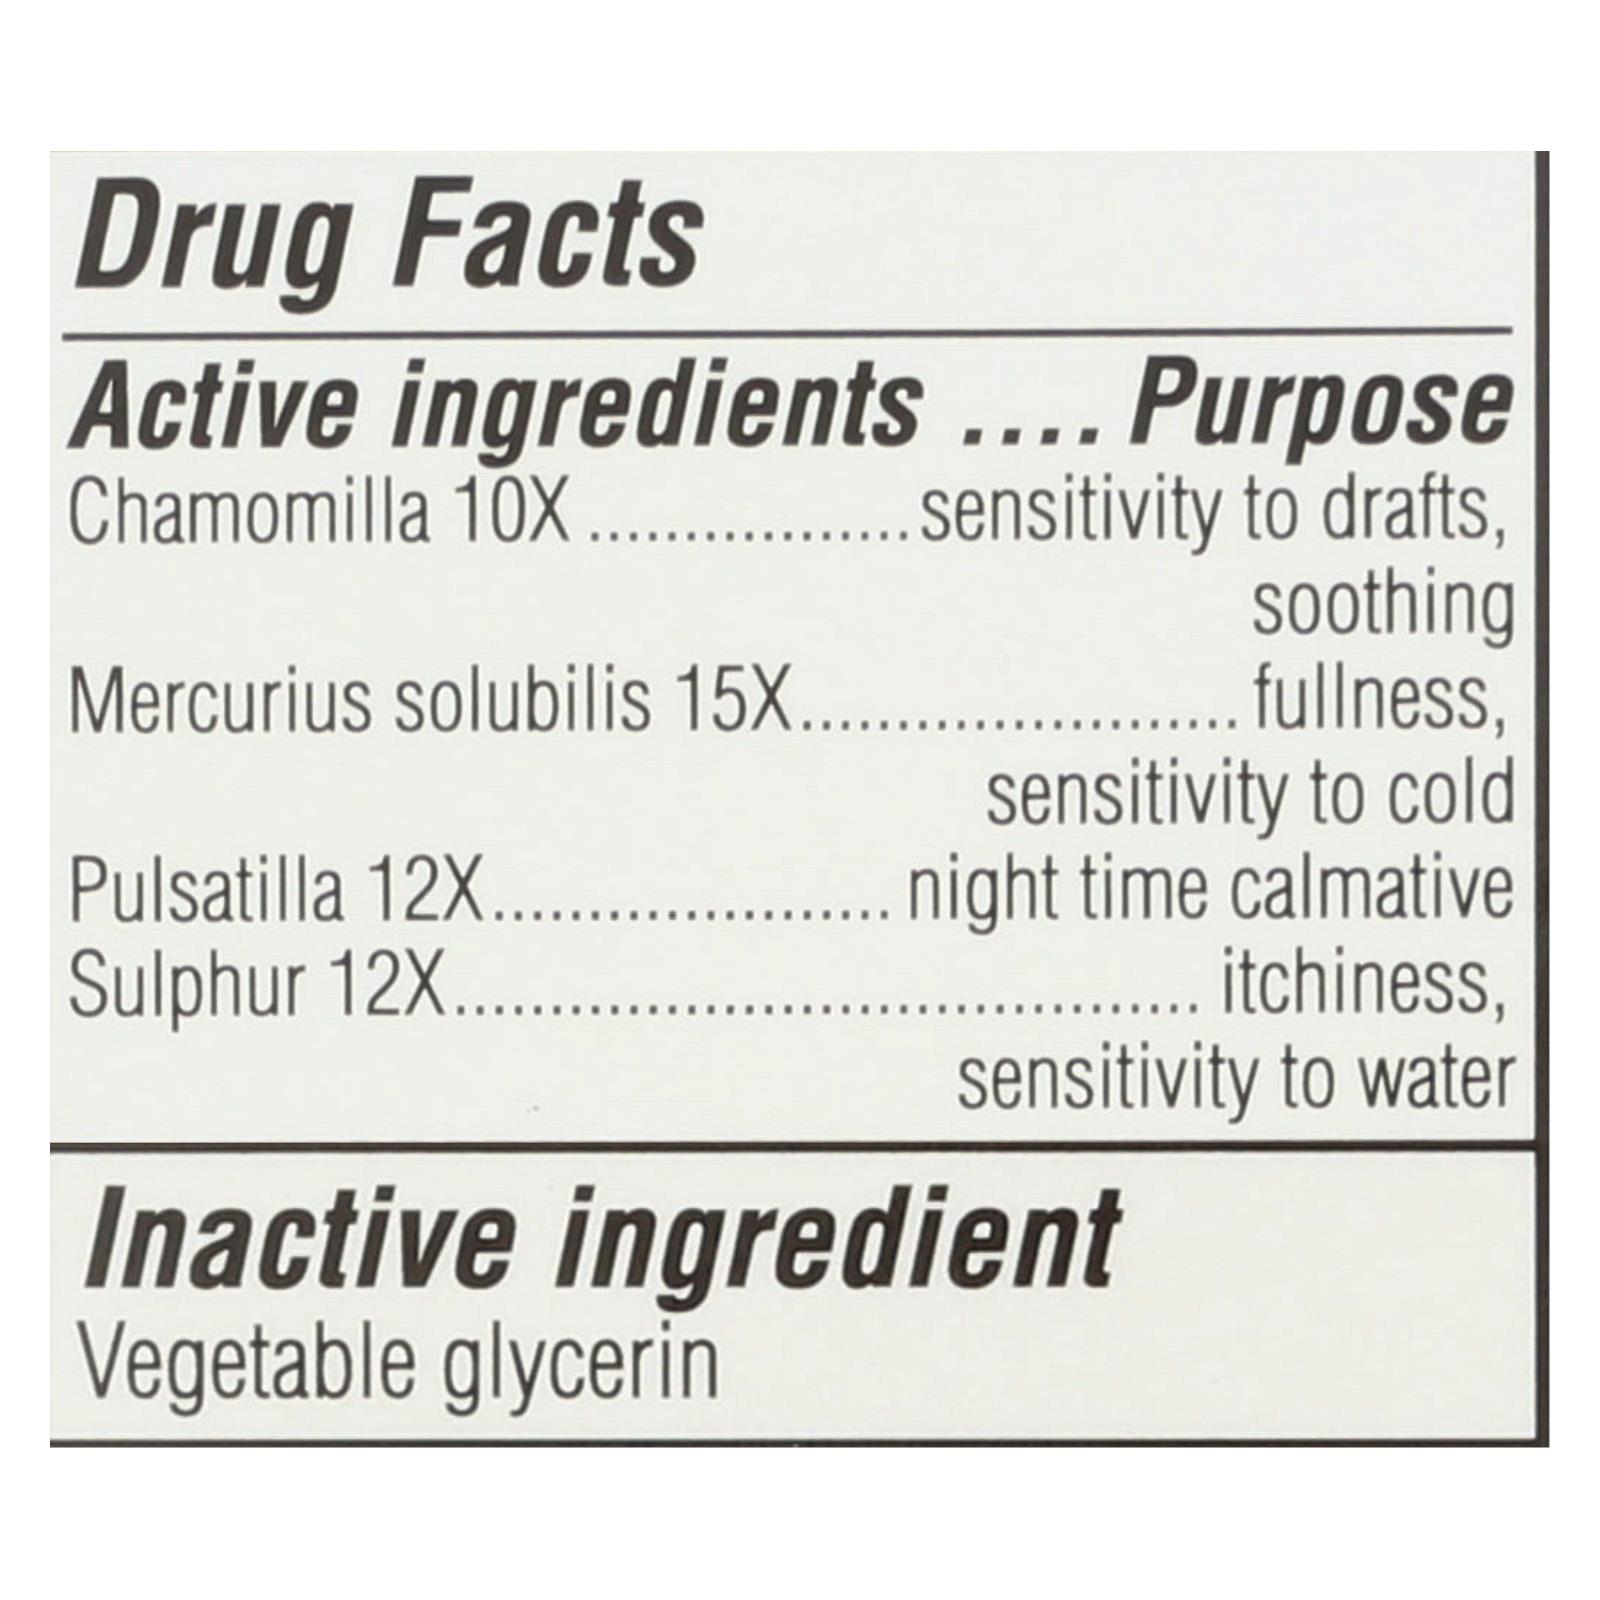 Drug Facts
Active ingredients .... Purpose
Chamomilla 10X .................sensitivity to drafts,
soothing
Mercurius solubilis 15X....................... fullness,
sensitivity to cold
Pulsatilla 12X..................... night time calmative
Sulphur 12X....................................... itchiness,
sensitivity to water
Inactive ingredient
Vegetable glycerin